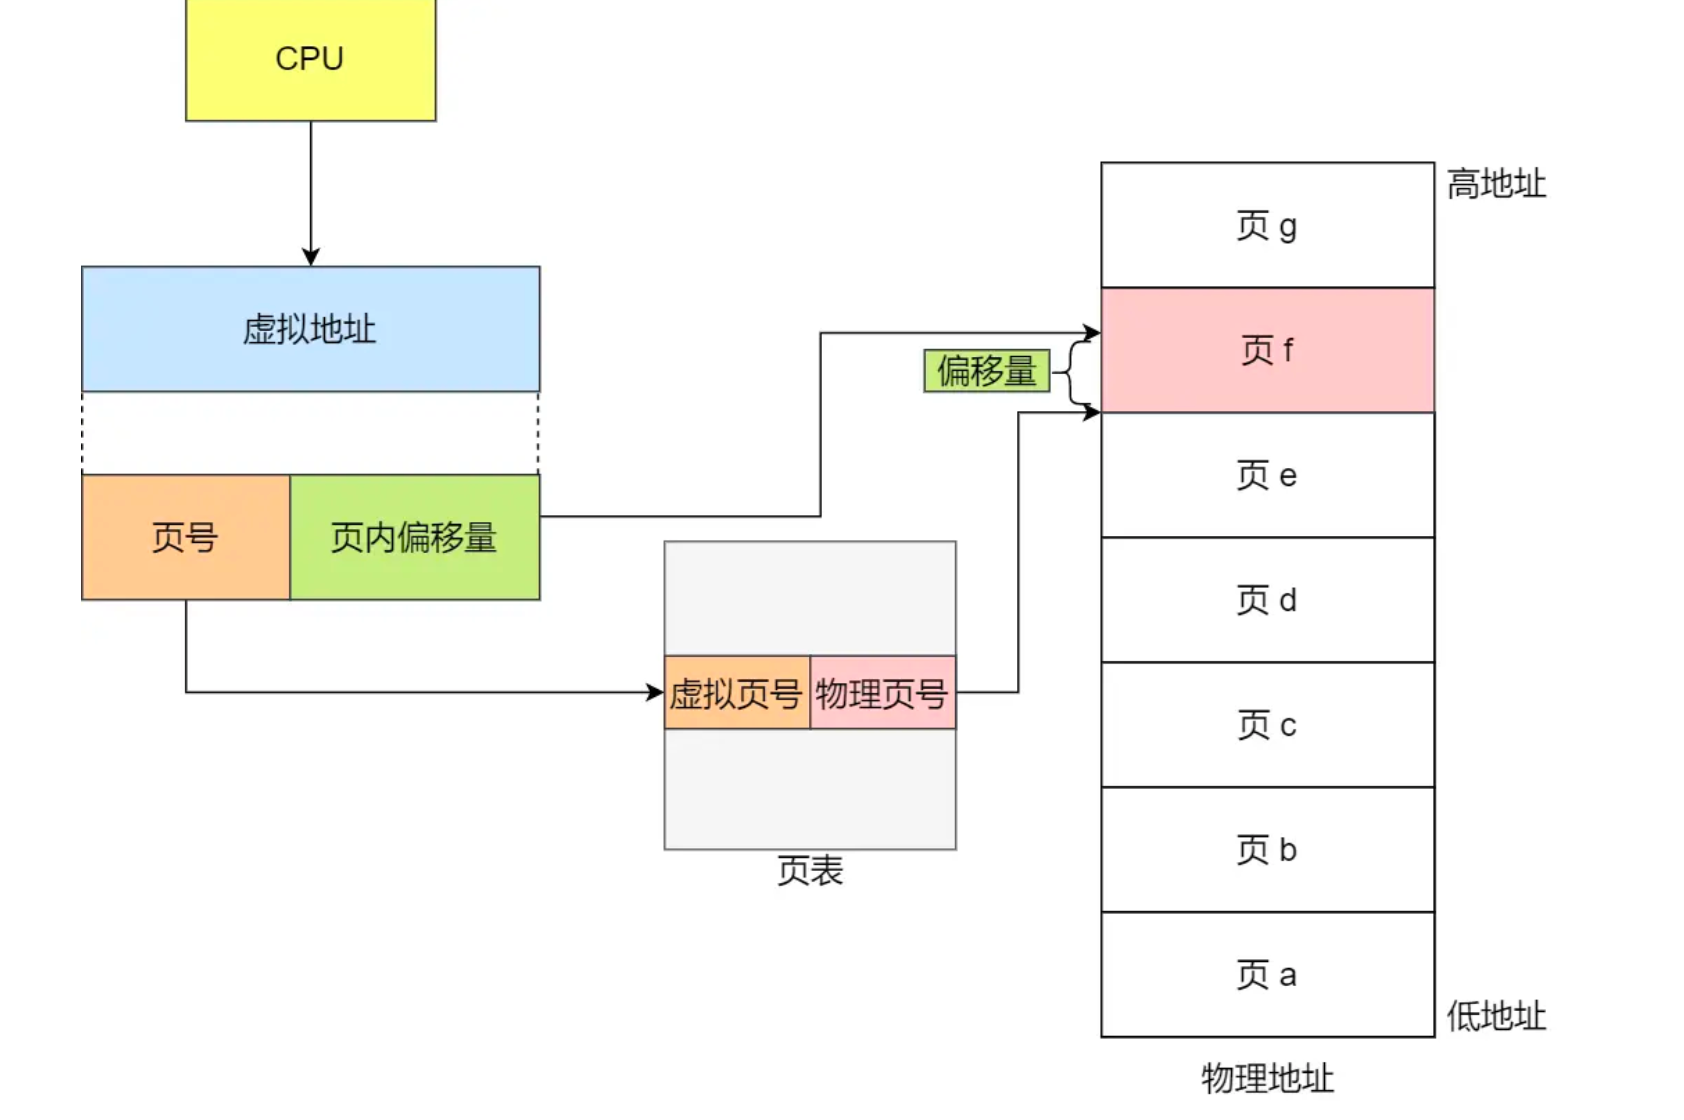 CPU
虚拟地址
页号
页内偏移量
偏移量
虚拟页号
物理页号
页表
高地址
页 g
页 f
页 e
页 d
页 c
页 b
页 a
低地址
物理地址